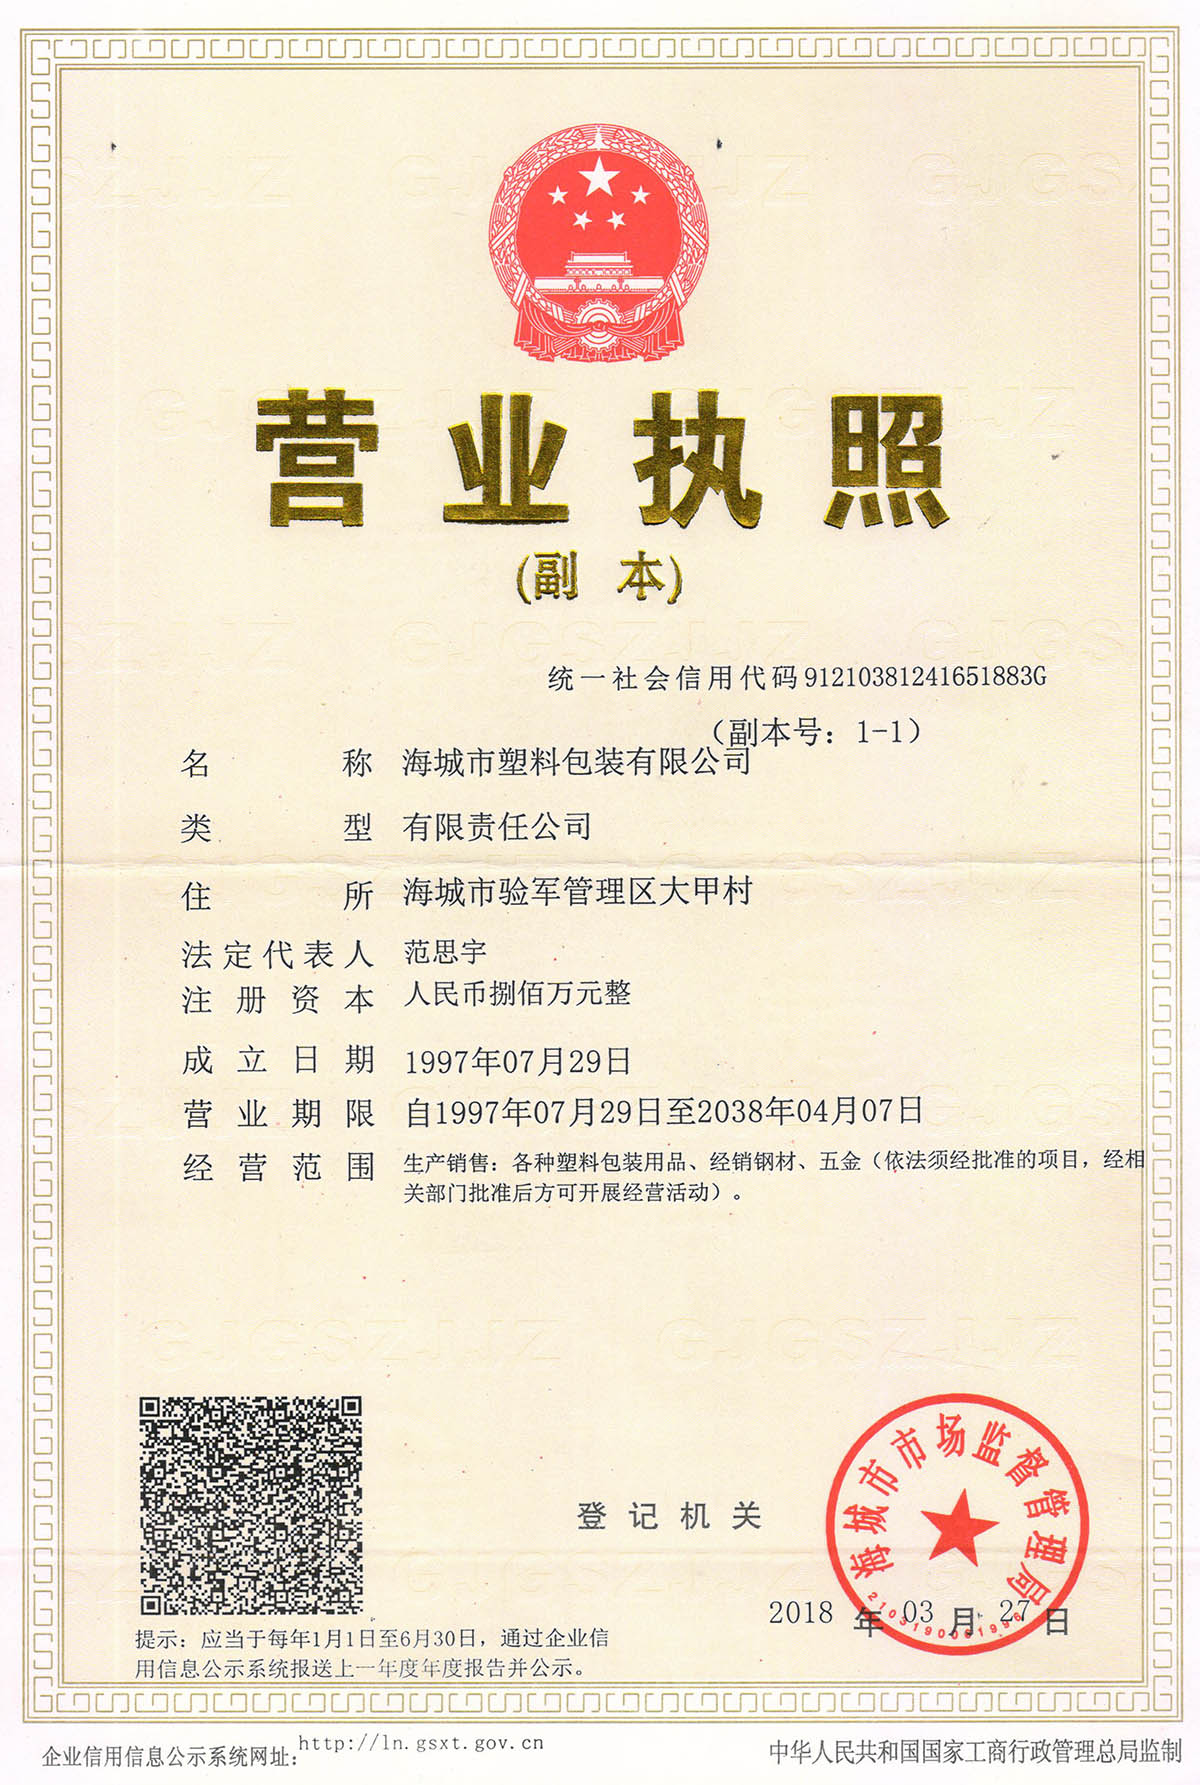 营业执照
(副 本)
统一社会信用代码 91210381241651883G
（副本号：1-1）
名称 海城市塑料包装有限公司
类型 有限责任公司
住所 海城市验军管理区大甲村
法定代表人 范思宇
注册资本 人民币捌佰万元整
成立日期 1997年07月29日
营业期限 自1997年07月29日至2038年04月07日
经营范围 生产销售：各种塑料包装用品、经销钢材、五金（依法须经批准的项目，经相
关部门批准后方可开展经营活动）。
登记机关
海城市市场监督管理局
2018 年 03 月 27 日
提示：应当于每年1月1日至6月30日，通过企业信
用信息公示系统报送上一年度年度报告并公示。
企业信用信息公示系统网址：http://ln.gsxt.gov.cn
中华人民共和国国家工商行政管理总局监制